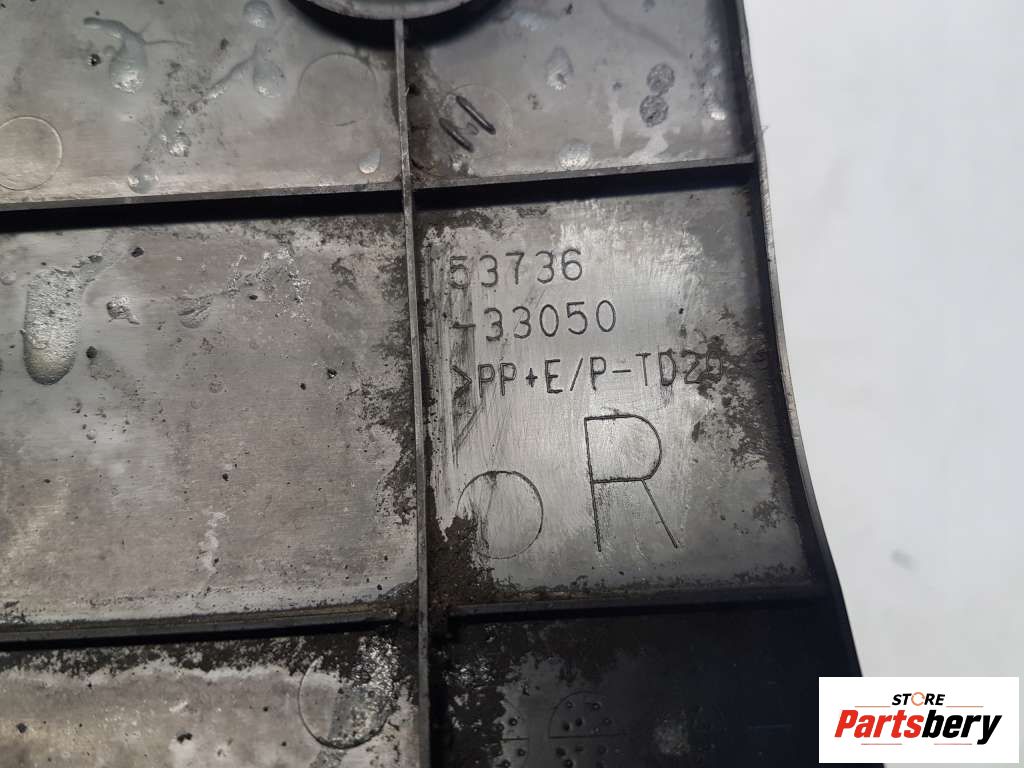 53736
-33050
>PP+E/P-TD20
R
STORE
Partsbery